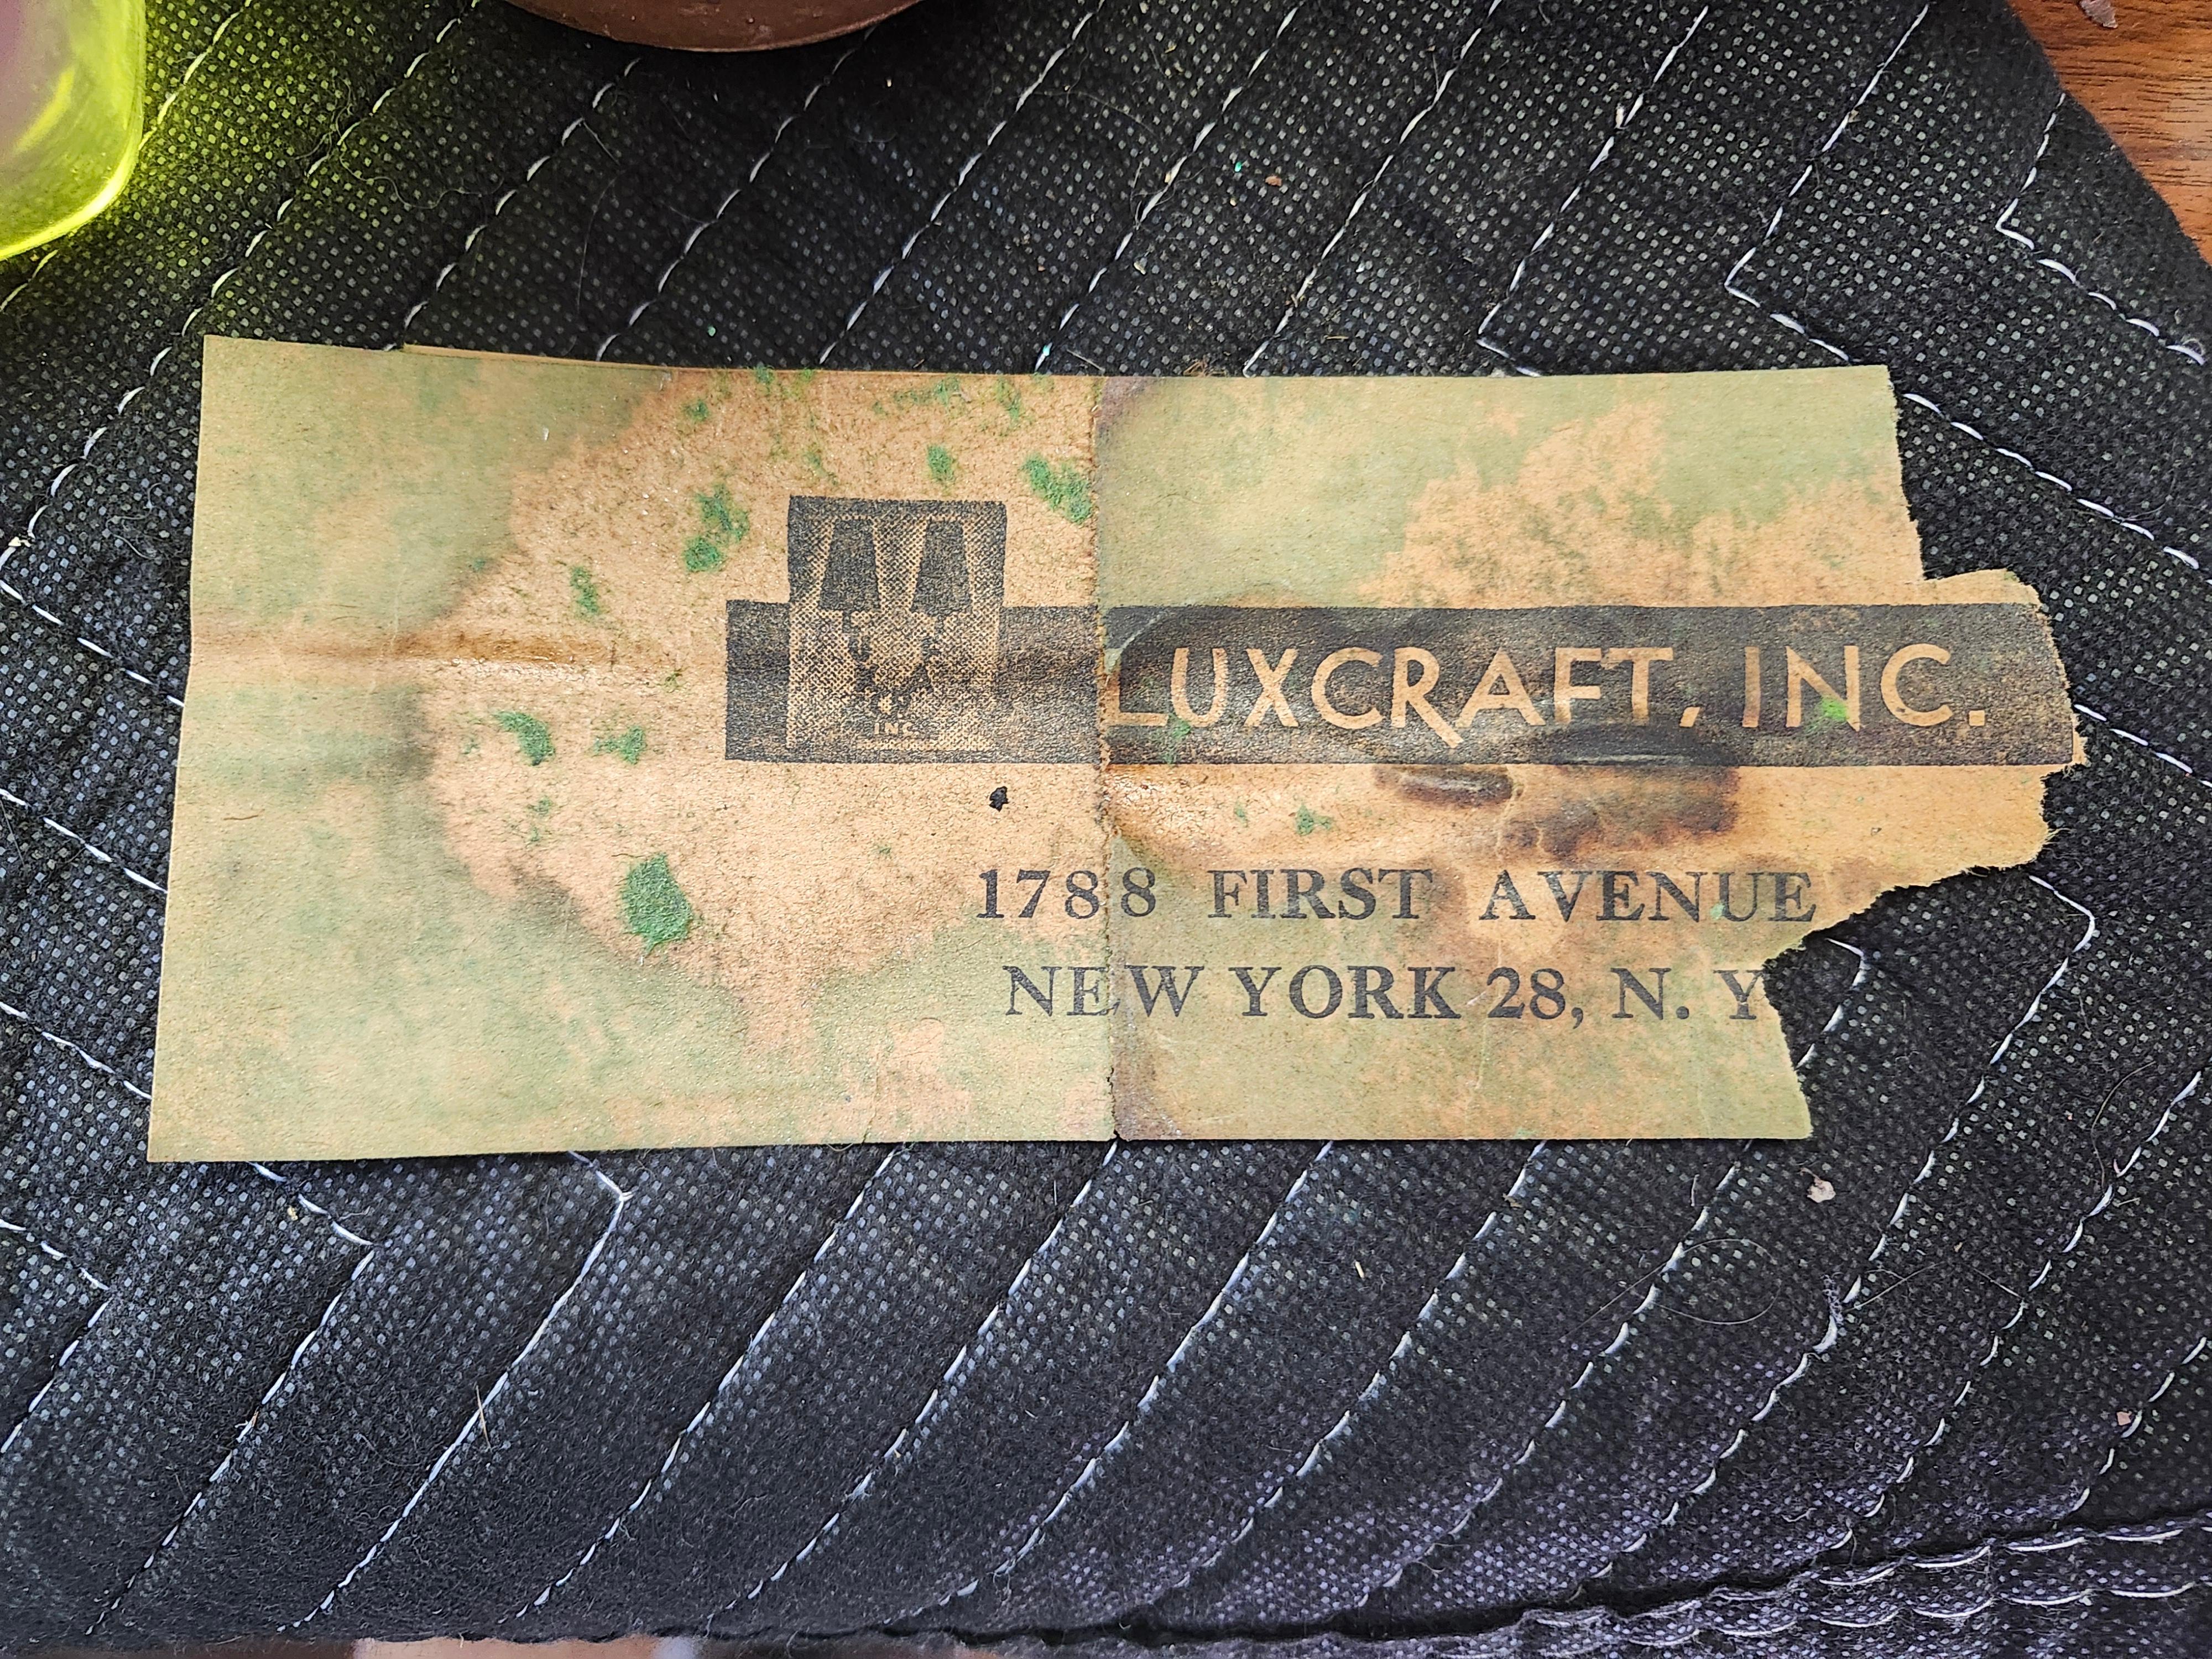 INC.
LUXCRAFT, INC.
1788 FIRST AVENUE
NEW YORK 28, N. Y